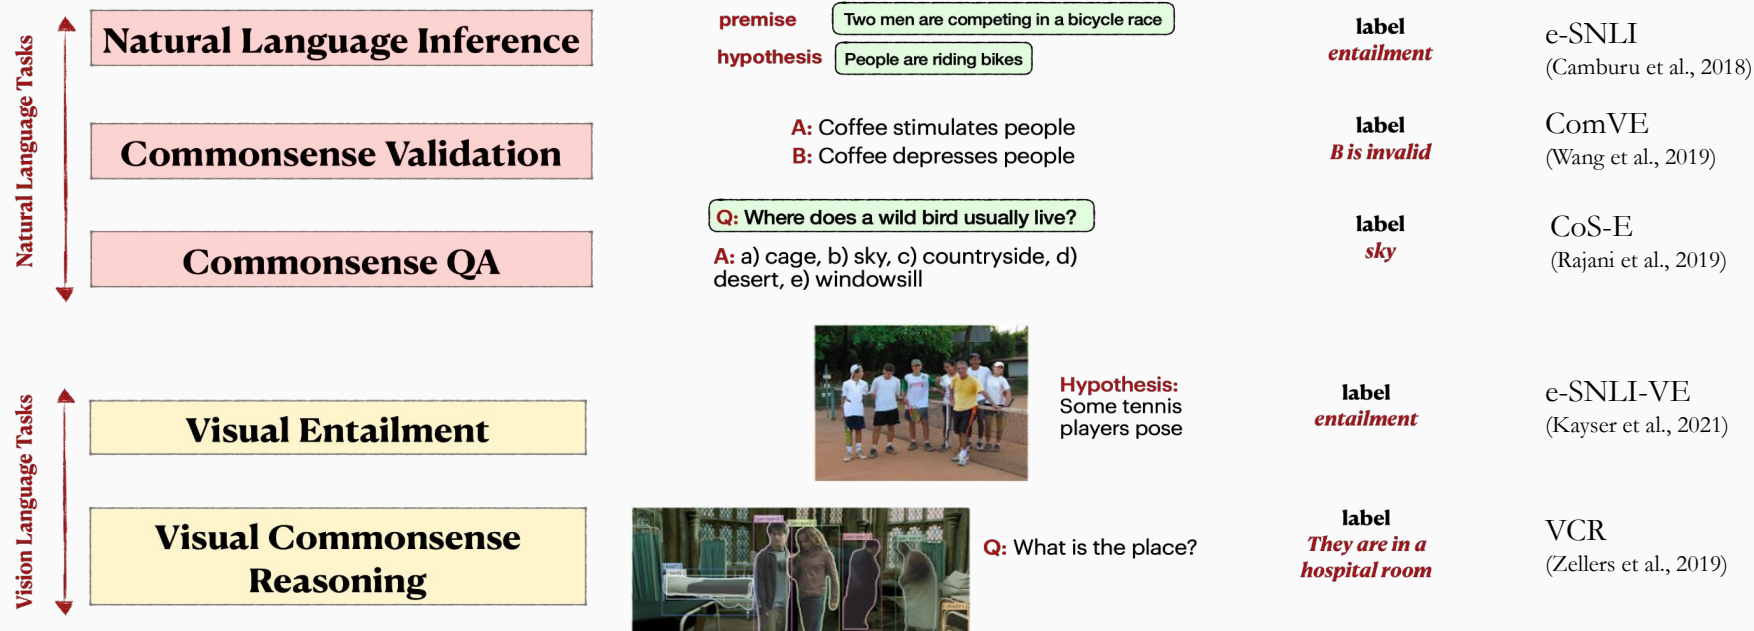 Natural Language Tasks
Natural Language Inference
premise Two men are competing in a bicycle race
hypothesis People are riding bikes
label
entailment
e-SNLI
(Camburu et al., 2018)
Commonsense Validation
A: Coffee stimulates people
B: Coffee depresses people
label
B is invalid
ComVE
(Wang et al., 2019)
Commonsense QA
Q: Where does a wild bird usually live?
A: a) cage, b) sky, c) countryside, d)
desert, e) windowsill
label
sky
CoS-E
(Rajani et al., 2019)
Vision Language Tasks
Visual Entailment
Hypothesis:
Some tennis
players pose
label
entailment
e-SNLI-VE
(Kayser et al., 2021)
Visual Commonsense
Reasoning
Q: What is the place?
label
They are in a
hospital room
VCR
(Zellers et al., 2019)